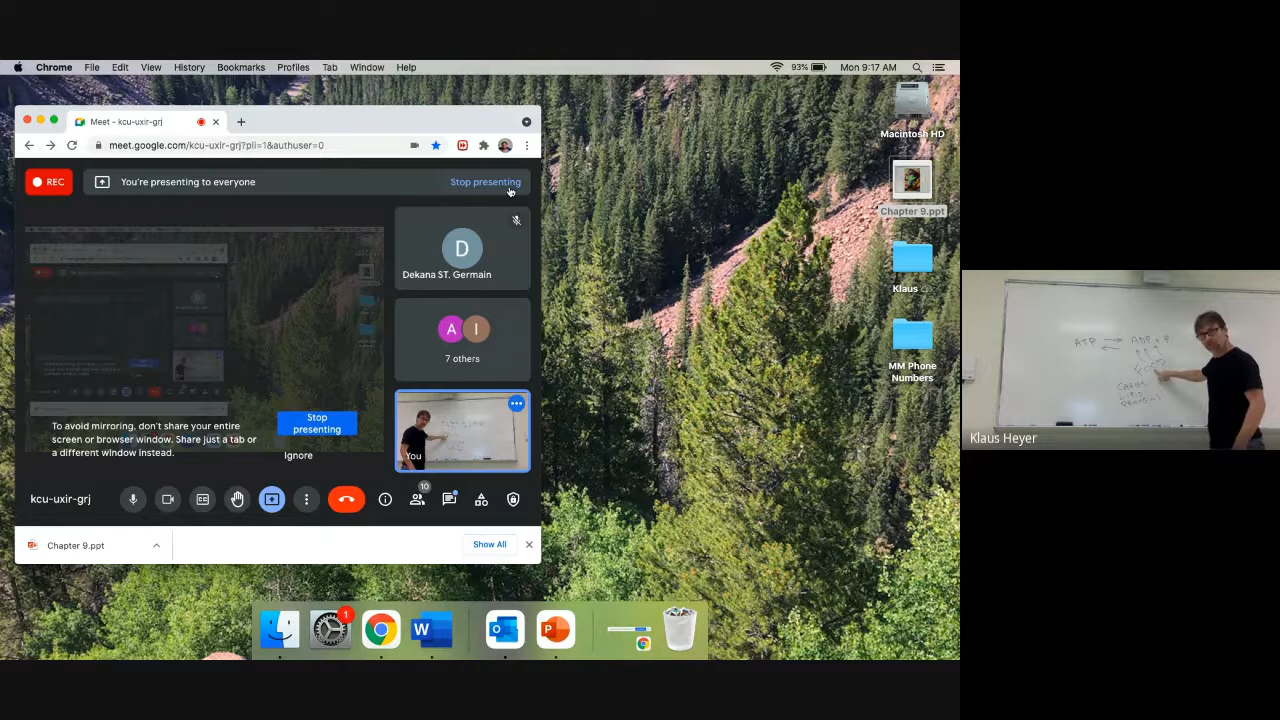 Chrome File Edit View History Bookmarks Profiles Tab Window Help
93% Mon 9:17 AM
Meet - kcu-uxir-grj
meet.google.com/kcu-uxir-grj?pli=1&authuser=0
REC You're presenting to everyone Stop presenting
D
Dekana ST. Germain
A I
7 others
To avoid mirroring, don't share your entire
screen or browser window. Share just a tab or
a different window instead.
Stop
presenting
Ignore
You
kcu-uxir-grj
CC
10
Chapter 9.ppt
Show All
Macintosh HD
Chapter 9.ppt
Klaus
MM Phone
Numbers
1
W
O
P
ATP
ADP + P
Klaus Heyer